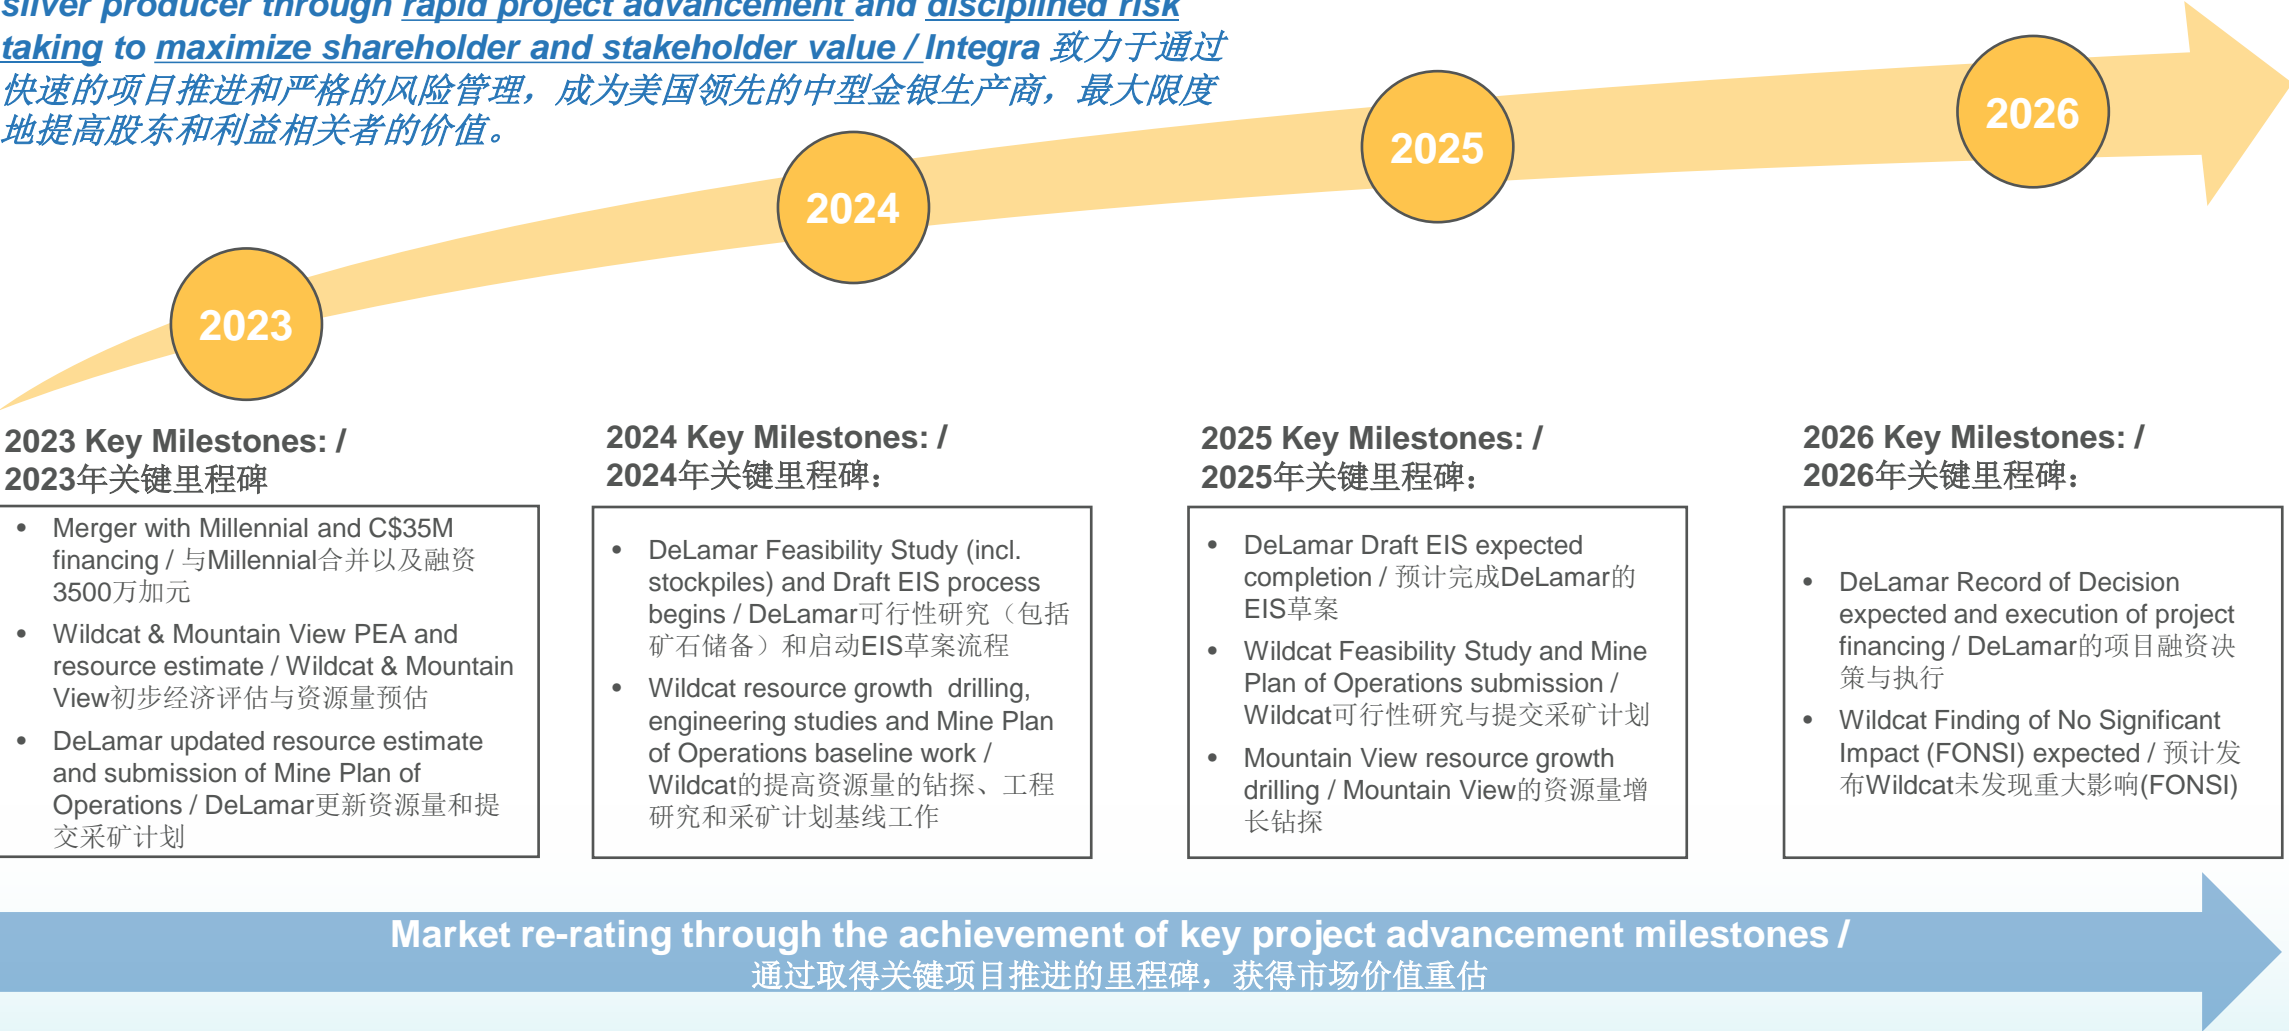 silver producer through rapid project advancement and disciplined risk
taking to maximize shareholder and stakeholder value / Integra 致力于通过
快速的项目推进和严格的风险管理，成为美国领先的中型金银生产商，最大限度
地提高股东和利益相关者的价值。
2023
2024
2025
2026
2023 Key Milestones: /
2023年关键里程碑
• Merger with Millennial and C$35M
financing / 与Millennial合并以及融资
3500万加元
• Wildcat & Mountain View PEA and
resource estimate / Wildcat & Mountain
View初步经济评估与资源量预估
• DeLamar updated resource estimate
and submission of Mine Plan of
Operations / DeLamar更新资源量和提
交采矿计划
2024 Key Milestones: /
2024年关键里程碑：
• DeLamar Feasibility Study (incl.
stockpiles) and Draft EIS process
begins / DeLamar可行性研究（包括
矿石储备）和启动EIS草案流程
• Wildcat resource growth drilling,
engineering studies and Mine Plan
of Operations baseline work /
Wildcat的提高资源量的钻探、工程
研究和采矿计划基线工作
2025 Key Milestones: /
2025年关键里程碑：
• DeLamar Draft EIS expected
completion / 预计完成DeLamar的
EIS草案
• Wildcat Feasibility Study and Mine
Plan of Operations submission /
Wildcat可行性研究与提交采矿计划
• Mountain View resource growth
drilling / Mountain View的资源量增
长钻探
2026 Key Milestones: /
2026年关键里程碑：
• DeLamar Record of Decision
expected and execution of project
financing / DeLamar的项目融资决
策与执行
• Wildcat Finding of No Significant
Impact (FONSI) expected / 预计发
布Wildcat未发现重大影响(FONSI)
Market re-rating through the achievement of key project advancement milestones /
通过取得关键项目推进的里程碑，获得市场价值重估